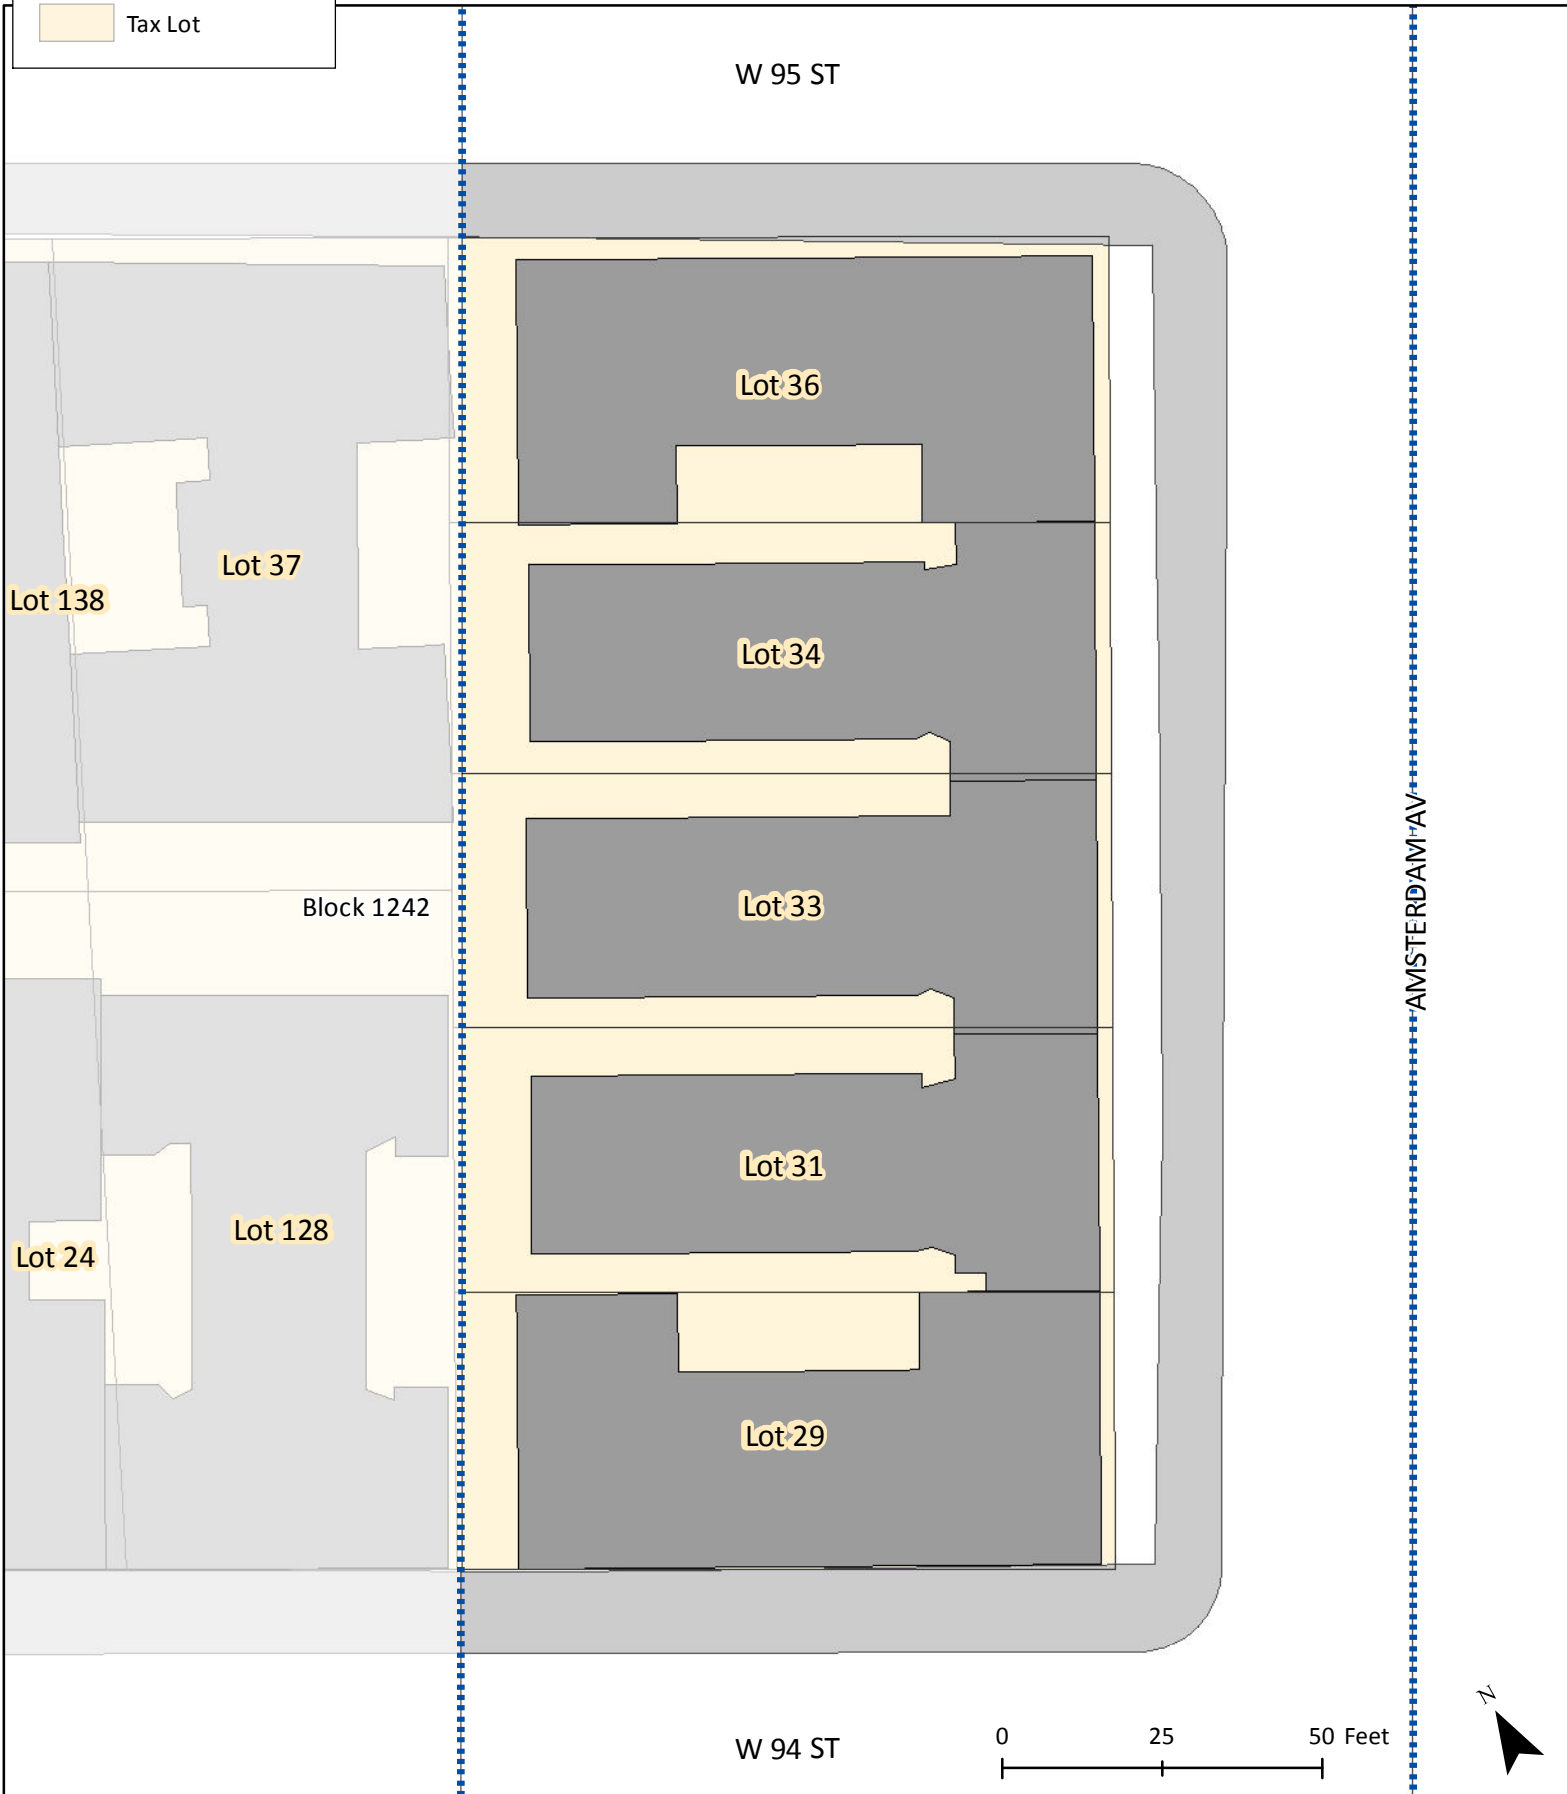 Tax Lot
W 95 ST
Lot 36
Lot 37
Lot 138
Lot 34
Block 1242
Lot 33
AMSTERDAM AV
Lot 31
Lot 128
Lot 24
Lot 29
W 94 ST
0 25 50 Feet
N